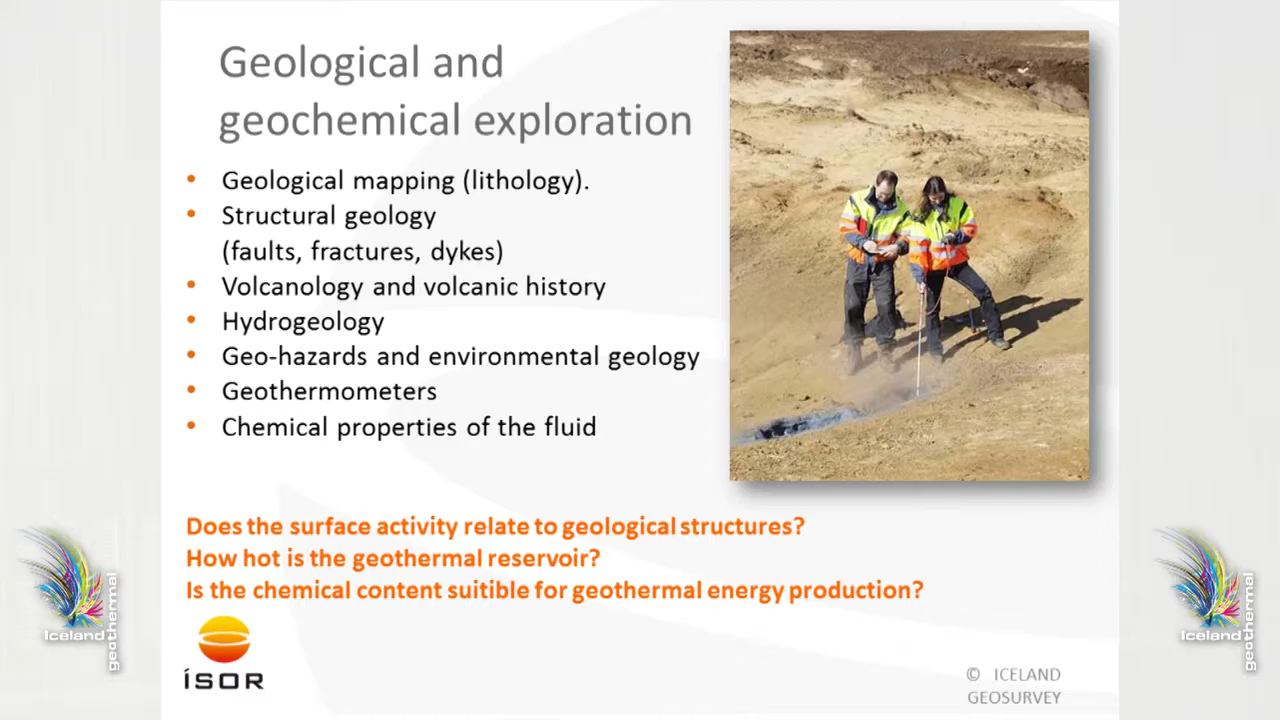 Geological and
geochemical exploration
• Geological mapping (lithology).
• Structural geology
(faults, fractures, dykes)
• Volcanology and volcanic history
• Hydrogeology
• Geo-hazards and environmental geology
• Geothermometers
• Chemical properties of the fluid
Does the surface activity relate to geological structures?
How hot is the geothermal reservoir?
Is the chemical content suitible for geothermal energy production?
Iceland
geothermal
ÍSOR
© ICELAND
GEOSURVEY
Iceland
geothermal